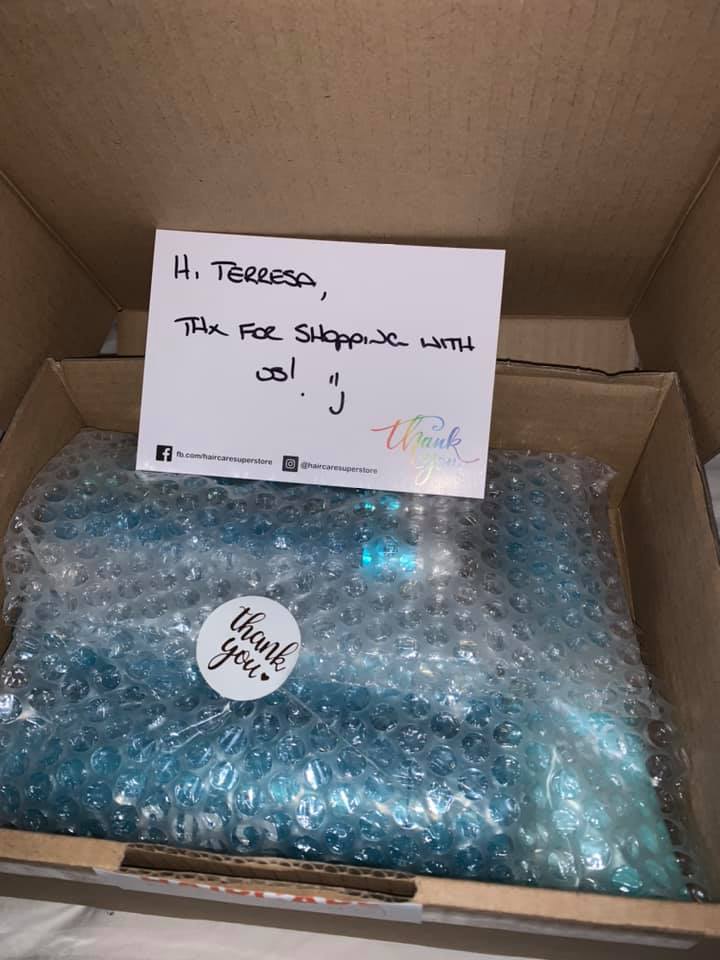 Hi TERRESA,
THX FOR SHOPPING WITH
US! :)
thank
you
fb.com/haircaresuperstore
@haircaresuperstore
thank
you